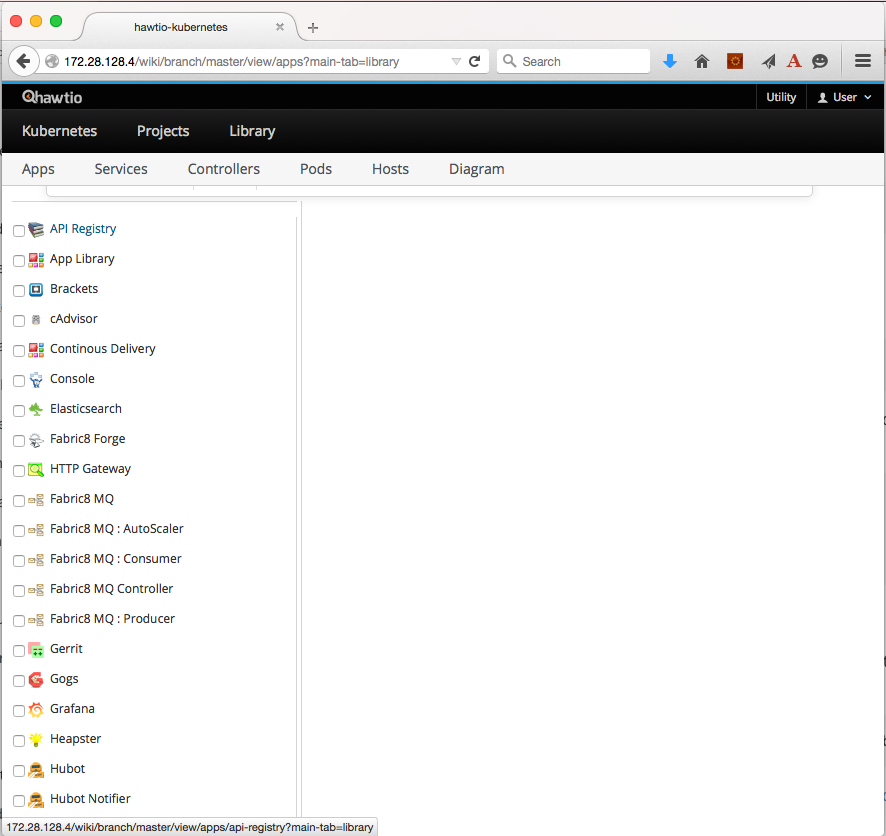 hawtio-kubernetes
172.28.128.4/wiki/branch/master/view/apps?main-tab=library
Search
A
hawtio
Utility
User
Kubernetes Projects Library
Apps Services Controllers Pods Hosts Diagram
API Registry
App Library
Brackets
cAdvisor
Continous Delivery
Console
Elasticsearch
Fabric8 Forge
HTTP Gateway
Fabric8 MQ
Fabric8 MQ : AutoScaler
Fabric8 MQ : Consumer
Fabric8 MQ Controller
Fabric8 MQ : Producer
Gerrit
Gogs
Grafana
Heapster
Hubot
Hubot Notifier
172.28.128.4/wiki/branch/master/view/apps/api-registry?main-tab=library